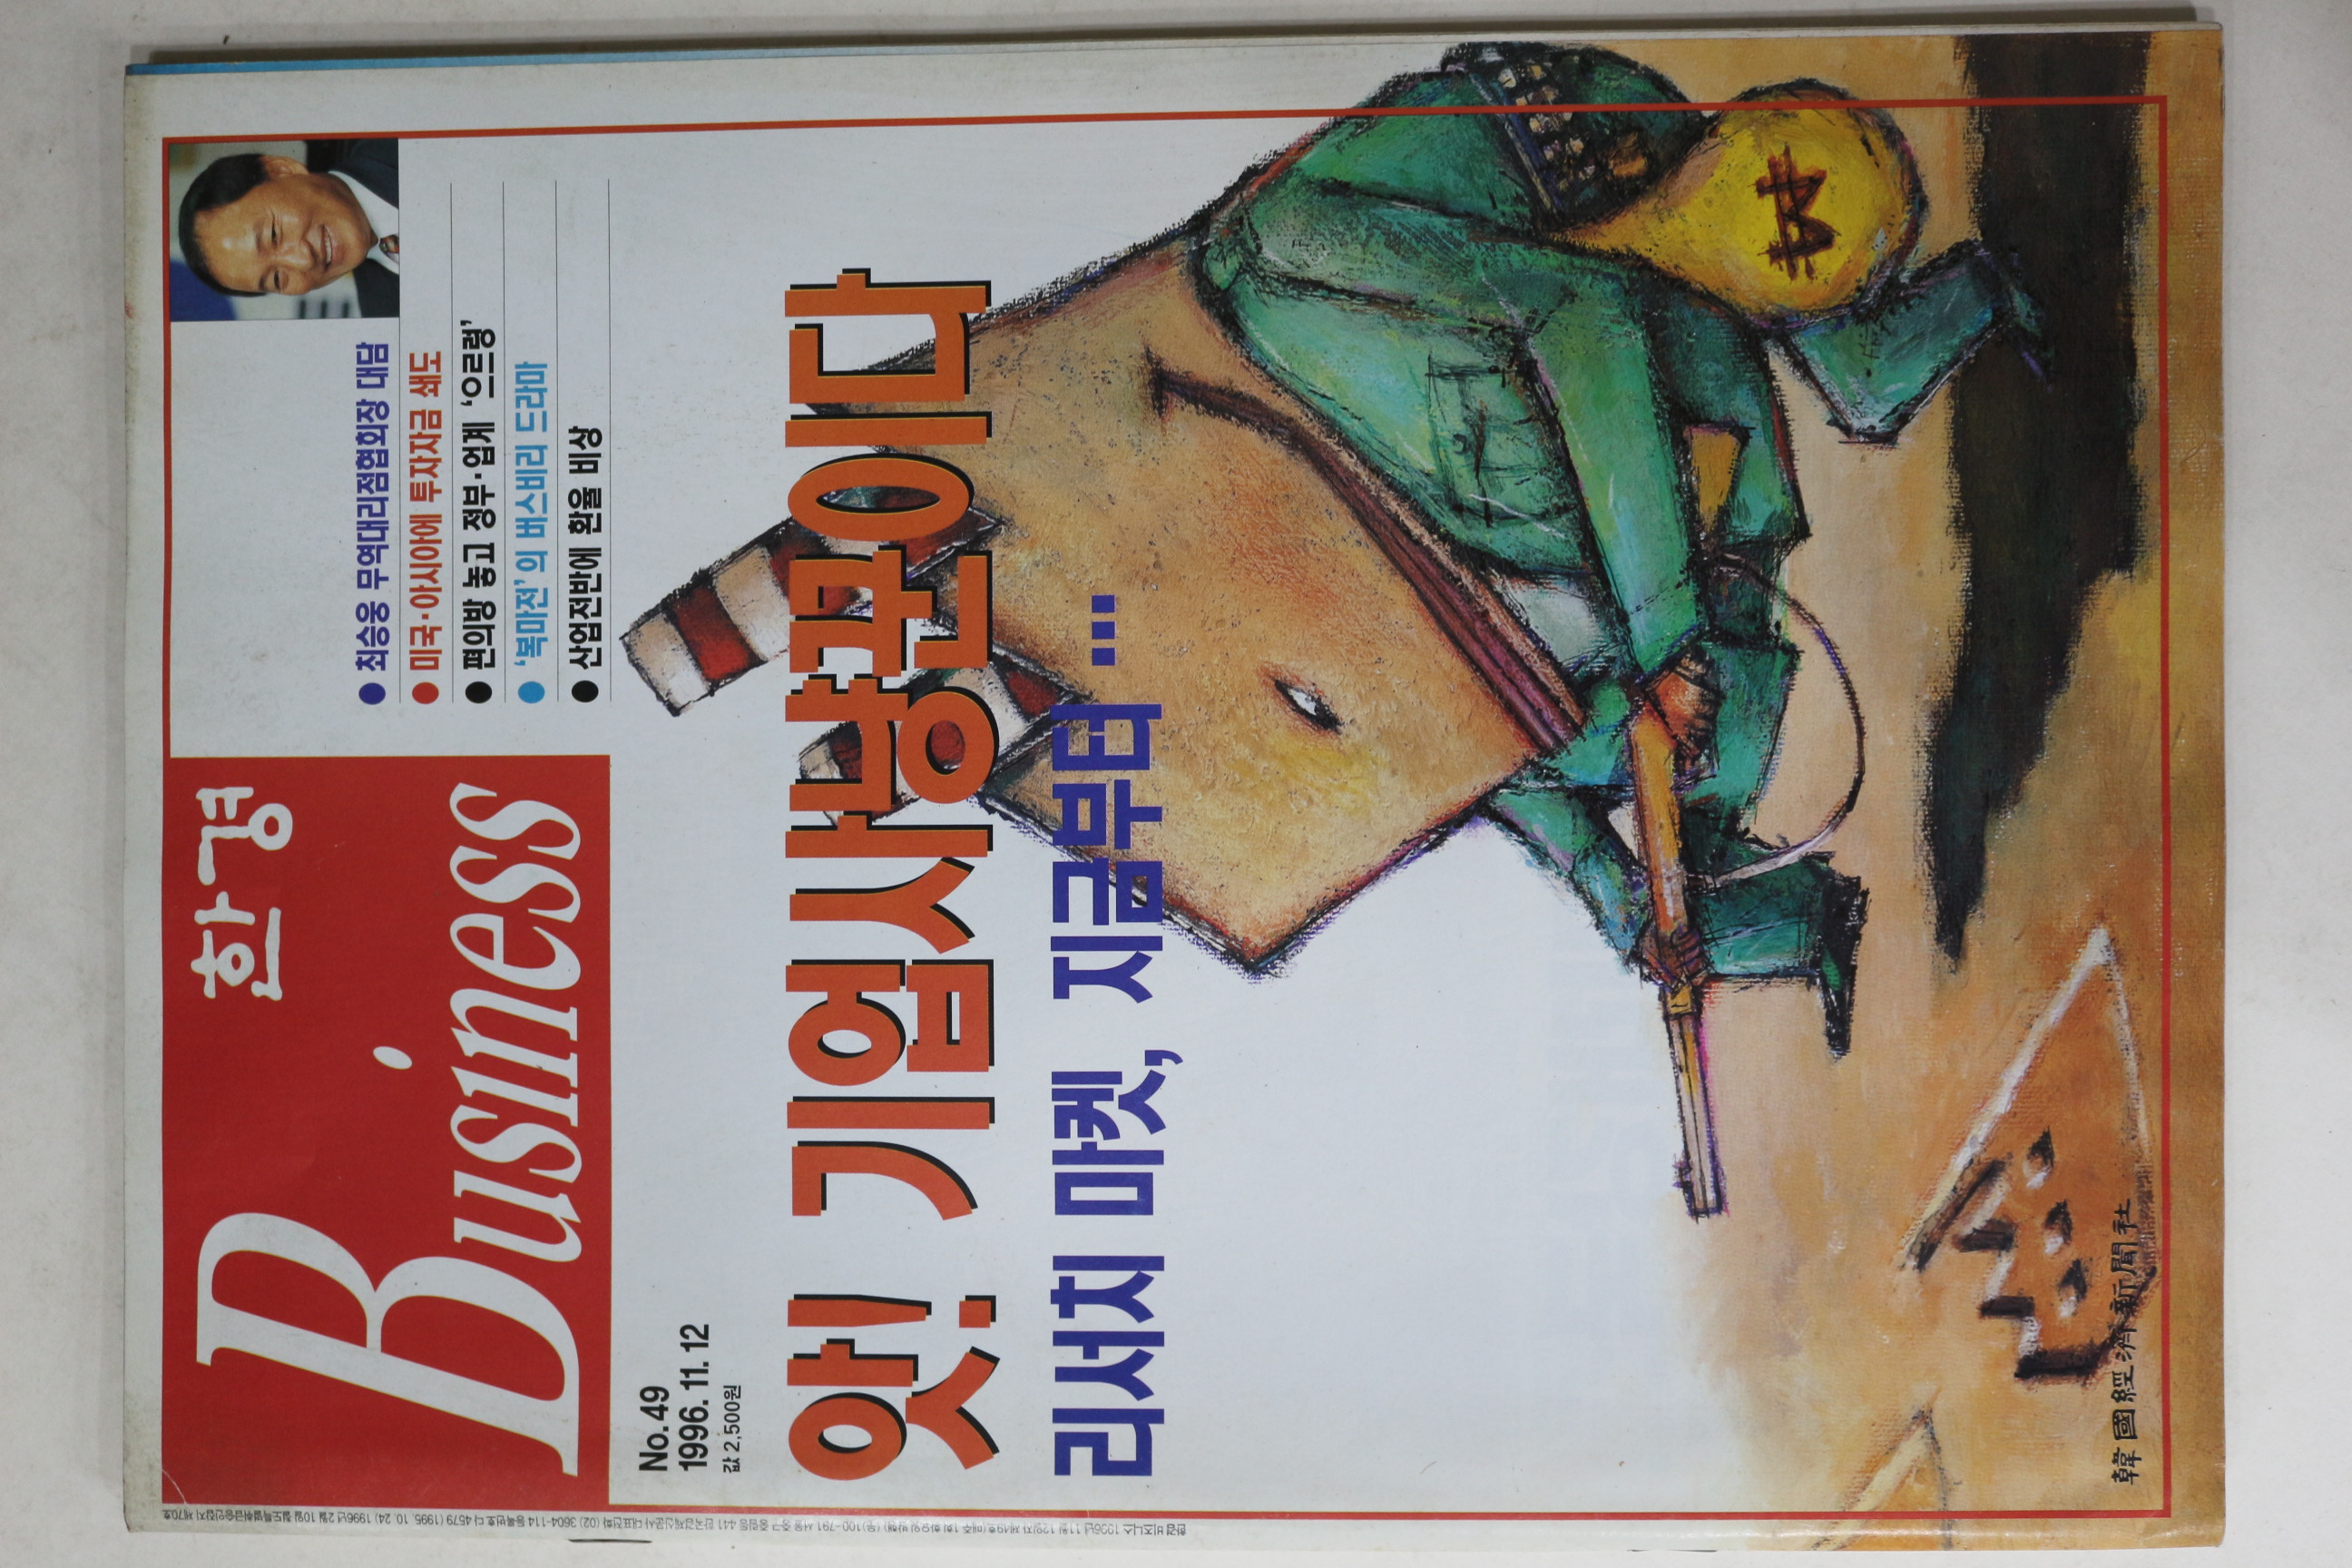 한경
Business
● 최승웅 무역대리점협회장 대담
● 미국·아시아에 투자자금 쇄도
● 편의방 놓고 정부·업계 '으르렁'
● '복마전'의 버스비리 드라마
● 산업전반에 환율 비상
No.49
1996. 11. 12
값 2,500원
앗! 기업사냥꾼이다
리서치 마켓, 지금부터 ...
₩
韓國經濟新聞社